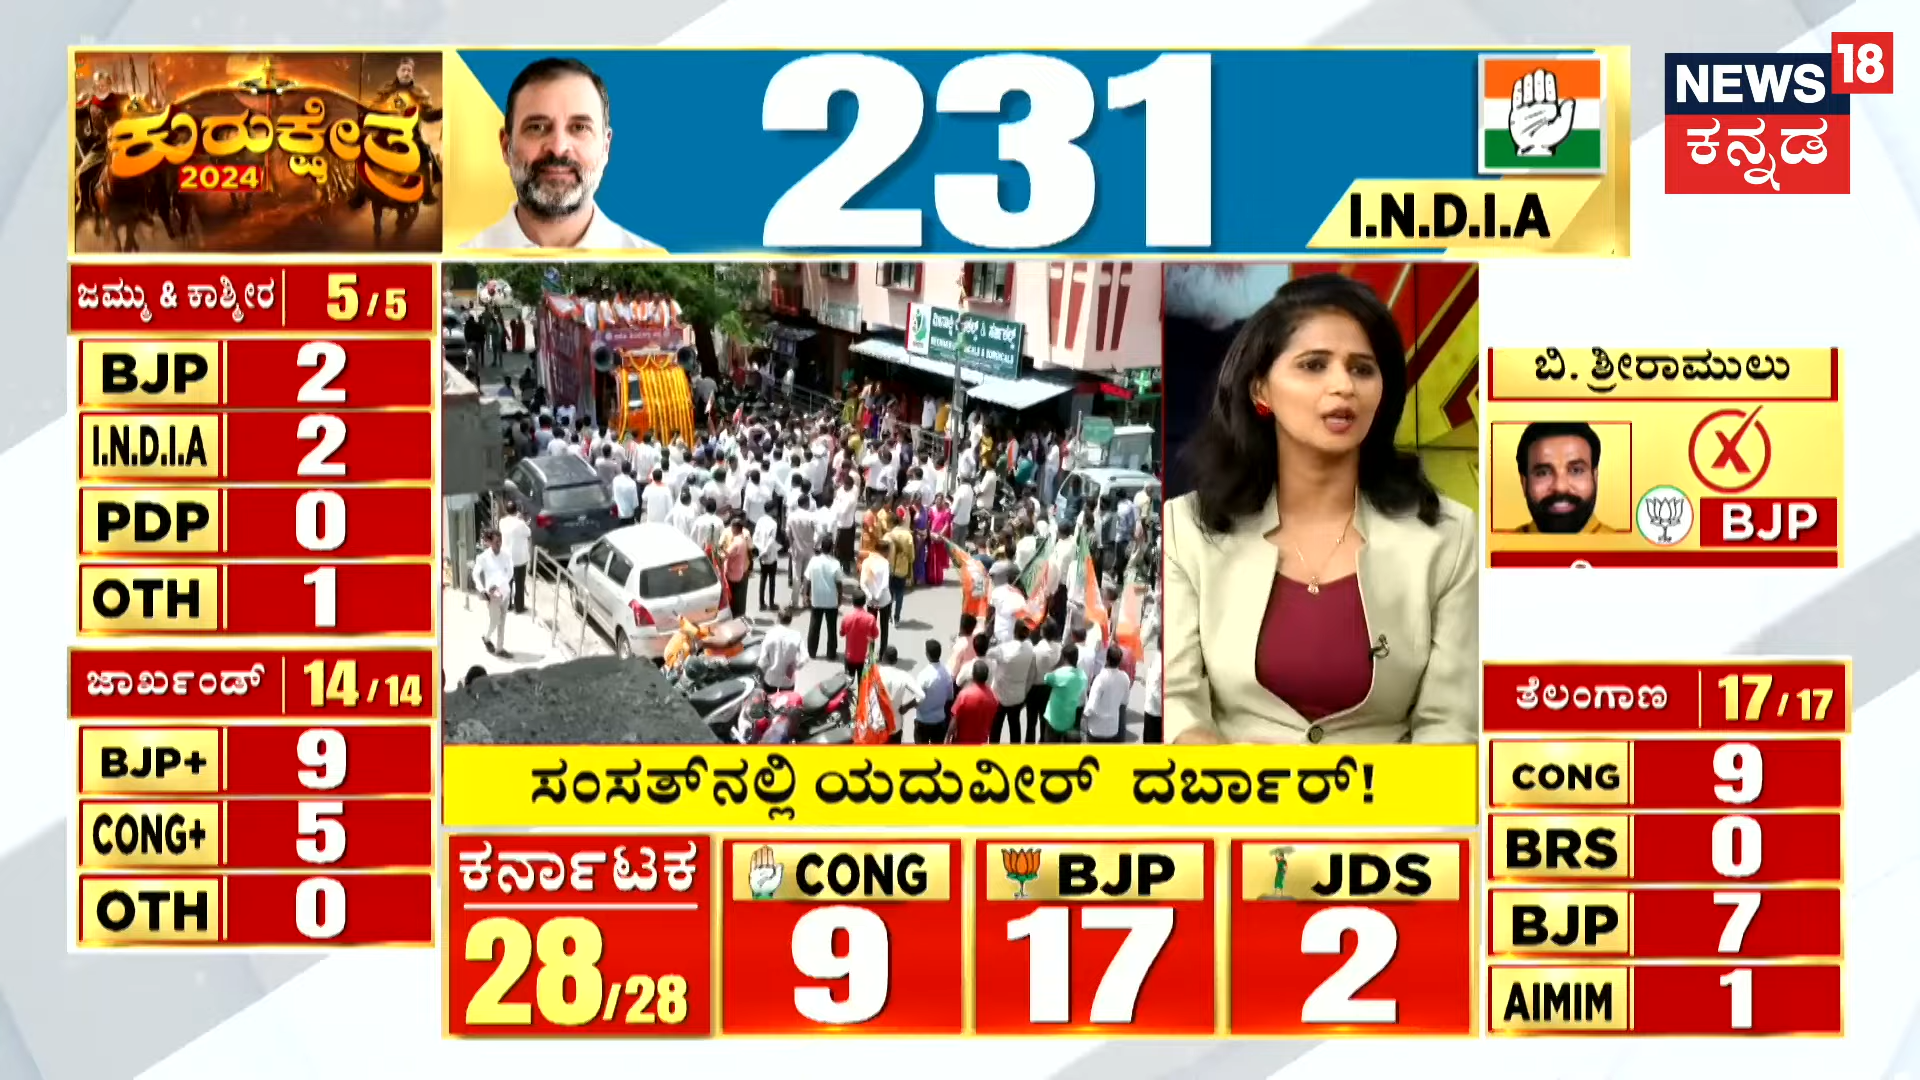 ಕುರುಕ್ಷೇತ್ರ
2024
231
I.N.D.I.A
NEWS 18
ಕನ್ನಡ
ಜಮ್ಮು & ಕಾಶ್ಮೀರ 5/5
BJP 2
I.N.D.I.A 2
PDP 0
OTH 1
ಜಾರ್ಖಂಡ್ 14/14
BJP+ 9
CONG+ 5
OTH 0
ಬಿ. ಶ್ರೀರಾಮುಲು
X
BJP
ತೆಲಂಗಾಣ 17/17
CONG 9
BRS 0
BJP 7
AIMIM 1
ಸಂಸತ್‌ನಲ್ಲಿ ಯದುವೀರ್ ದರ್ಬಾರ್!
ಕರ್ನಾಟಕ
28/28
CONG
9
BJP
17
JDS
2